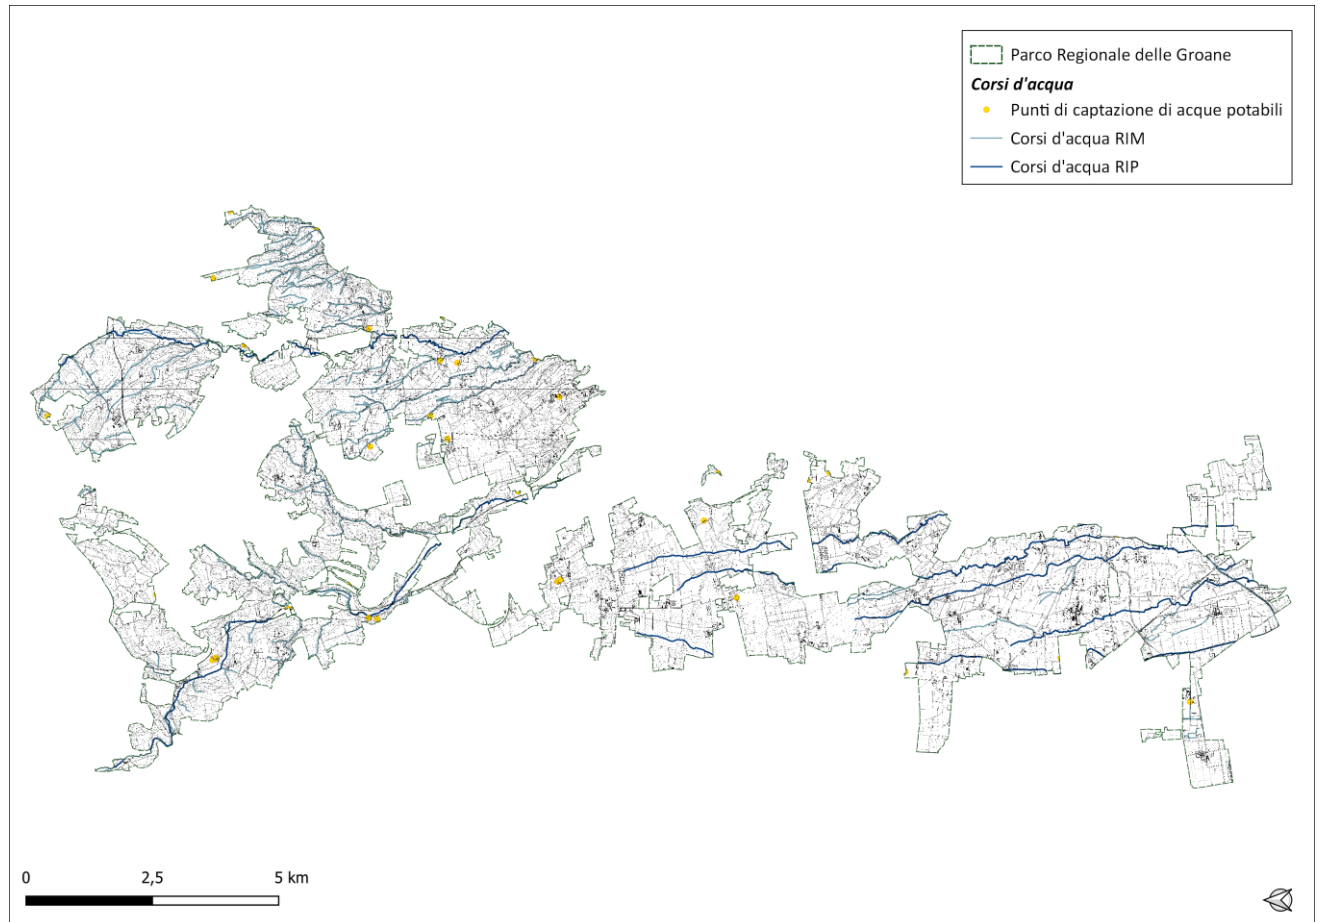 Parco Regionale delle Groane
Corsi d'acqua
Punti di captazione di acque potabili
Corsi d'acqua RIM
Corsi d'acqua RIP
0 2,5 5 km